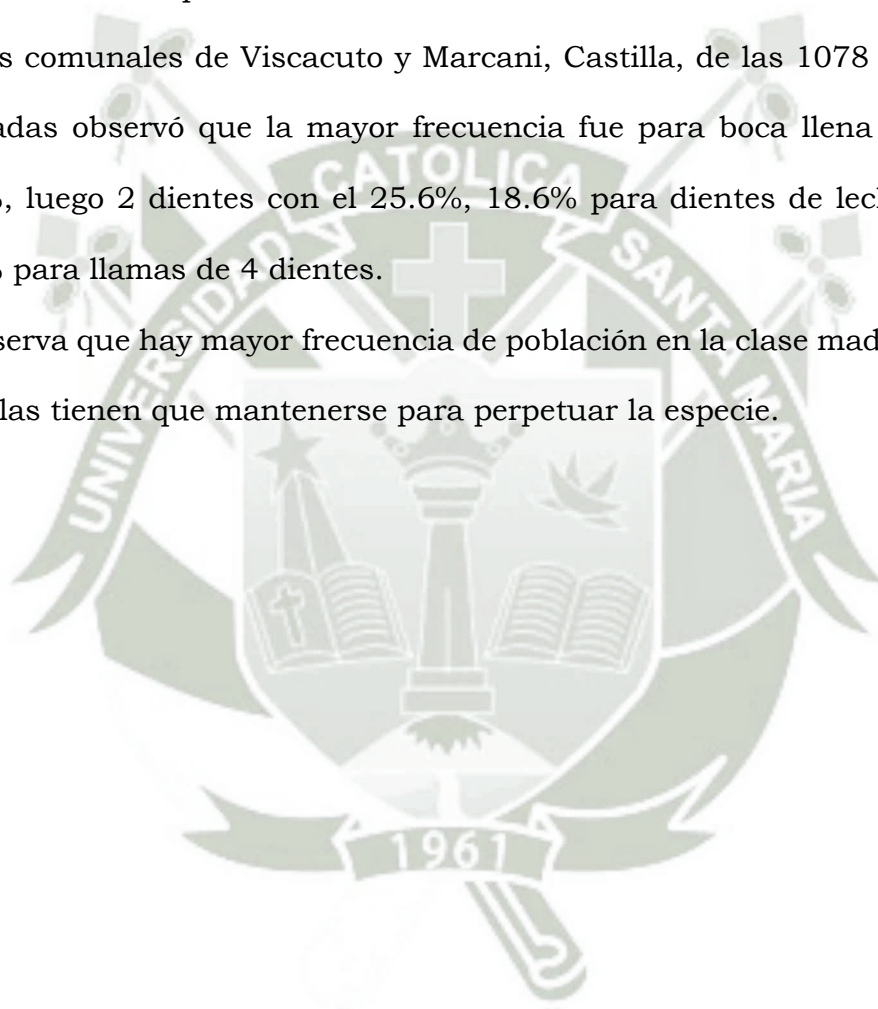 s comunales de Viscacuto y Marcani, Castilla, de las 1078
adas observó que la mayor frecuencia fue para boca llena
, luego 2 dientes con el 25.6%, 18.6% para dientes de lec
para llamas de 4 dientes.
serva que hay mayor frecuencia de población en la clase mad
las tienen que mantenerse para perpetuar la especie.
UNIVERSIDAD CATOLICA SANTA MARIA
1961